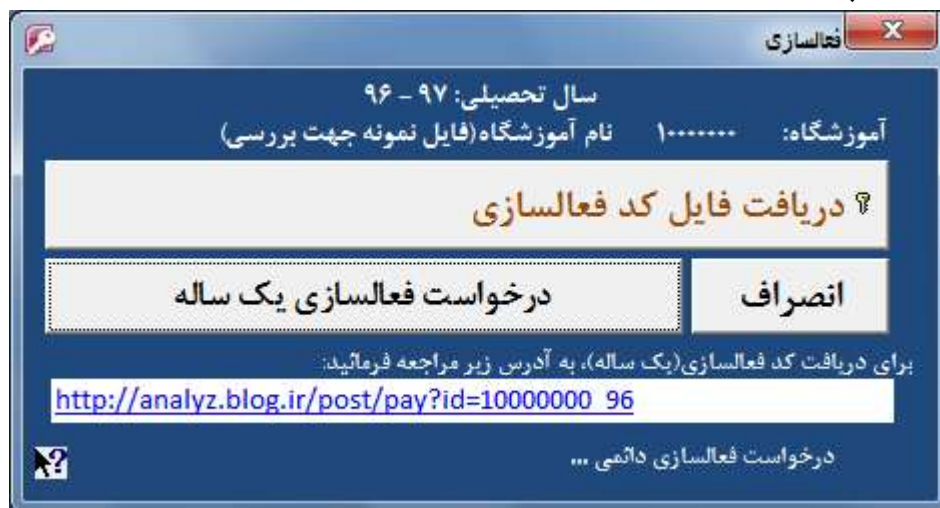 فعالسازی
سال تحصیلی: ۹۷ - ۹۶
آموزشگاه: ۱۰۰۰۰۰۰۰ نام آموزشگاه(فایل نمونه جهت بررسی)
دریافت فایل کد فعالسازی
انصراف درخواست فعالسازی یک ساله
برای دریافت کد فعالسازی(یک ساله)، به آدرس زیر مراجعه فرمائید:
http://analyz.blog.ir/post/pay?id=10000000_96
درخواست فعالسازی دائمی ...